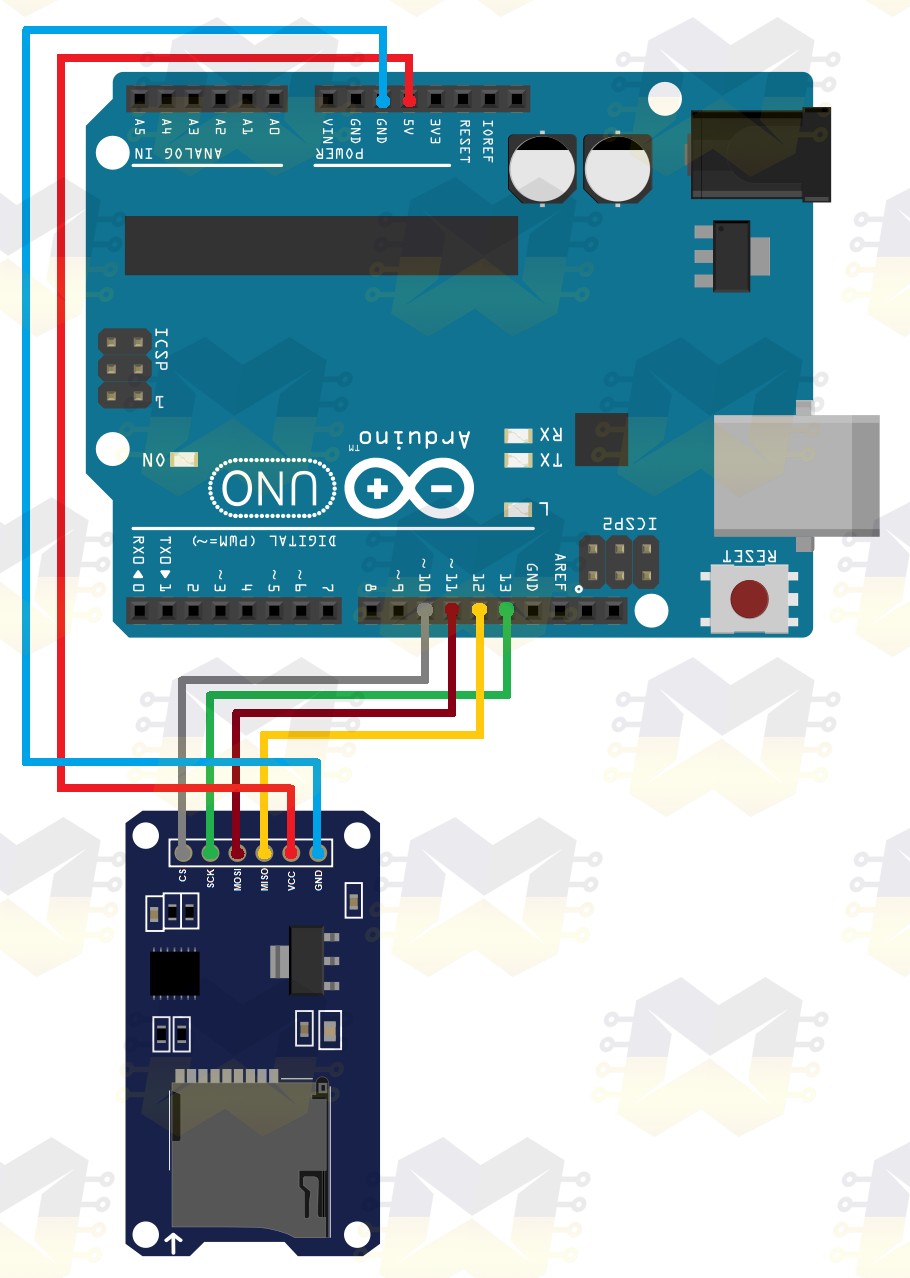 A5 A4 A3 A2 A1 A0
ANALOG IN
VIN GND GND 5V 3V3 RESET IOREF
POWER
ICSP
1
ON
UNO
Arduino™
RX
TX
L
ICSP2
RESET
DIGITAL (PWM=~)
RX0◀0 TX0▶1 2 ~3 4 ~5 ~6 7 8 ~9 ~10 ~11 12 13 GND AREF
CS SCK MOSI MISO VCC GND